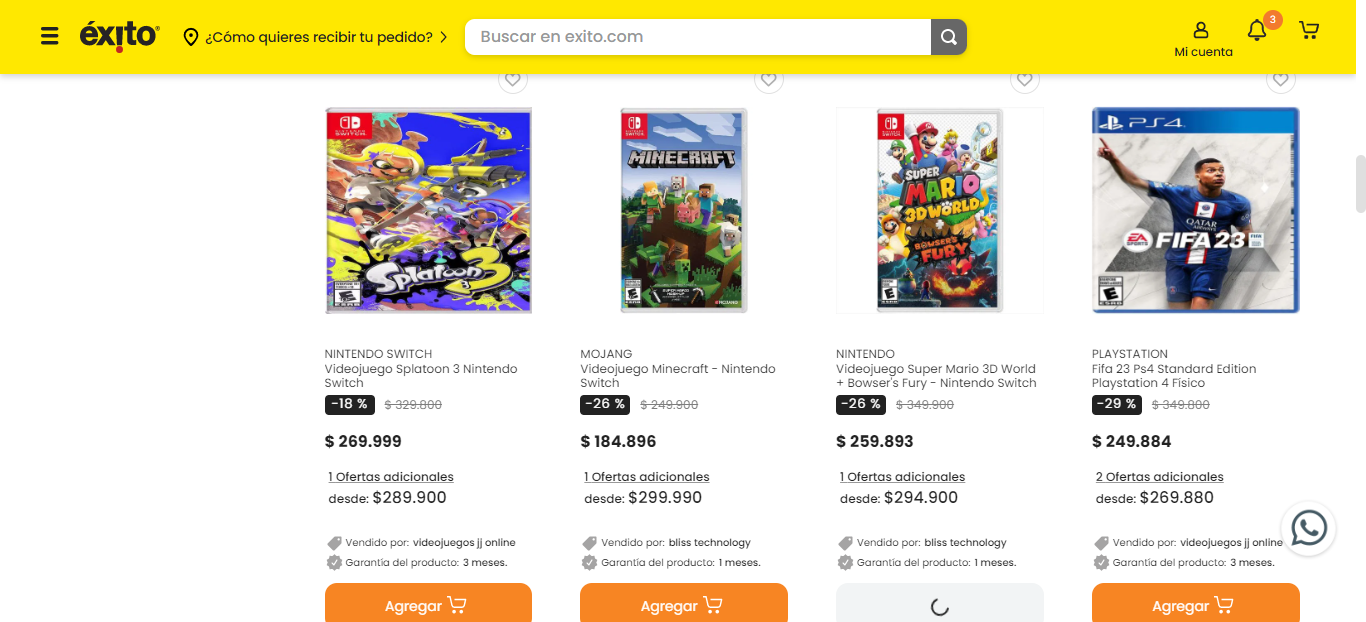 éxito
¿Cómo quieres recibir tu pedido?
Buscar en exito.com
Mi cuenta
3
NINTENDO SWITCH
Splatoon 3
NINTENDO SWITCH
MINECRAFT
MOJANG
NINTENDO SWITCH
SUPER MARIO 3D WORLD
BOWSER'S FURY
PS4
QATAR AIRWAYS
EA SPORTS FIFA 23
NINTENDO SWITCH
Videojuego Splatoon 3 Nintendo
Switch
-18 % $ 329.800
$ 269.999
1 Ofertas adicionales
desde: $289.900
Vendido por: videojuegos jj online
Garantía del producto: 3 meses.
Agregar
MOJANG
Videojuego Minecraft - Nintendo
Switch
-26 % $ 249.900
$ 184.896
1 Ofertas adicionales
desde: $299.990
Vendido por: bliss technology
Garantía del producto: 1 meses.
Agregar
NINTENDO
Videojuego Super Mario 3D World
+ Bowser's Fury - Nintendo Switch
-26 % $ 349.900
$ 259.893
1 Ofertas adicionales
desde: $294.900
Vendido por: bliss technology
Garantía del producto: 1 meses.
PLAYSTATION
Fifa 23 Ps4 Standard Edition
Playstation 4 Físico
-29 % $ 349.800
$ 249.884
2 Ofertas adicionales
desde: $269.880
Vendido por: videojuegos jj online
Garantía del producto: 3 meses.
Agregar